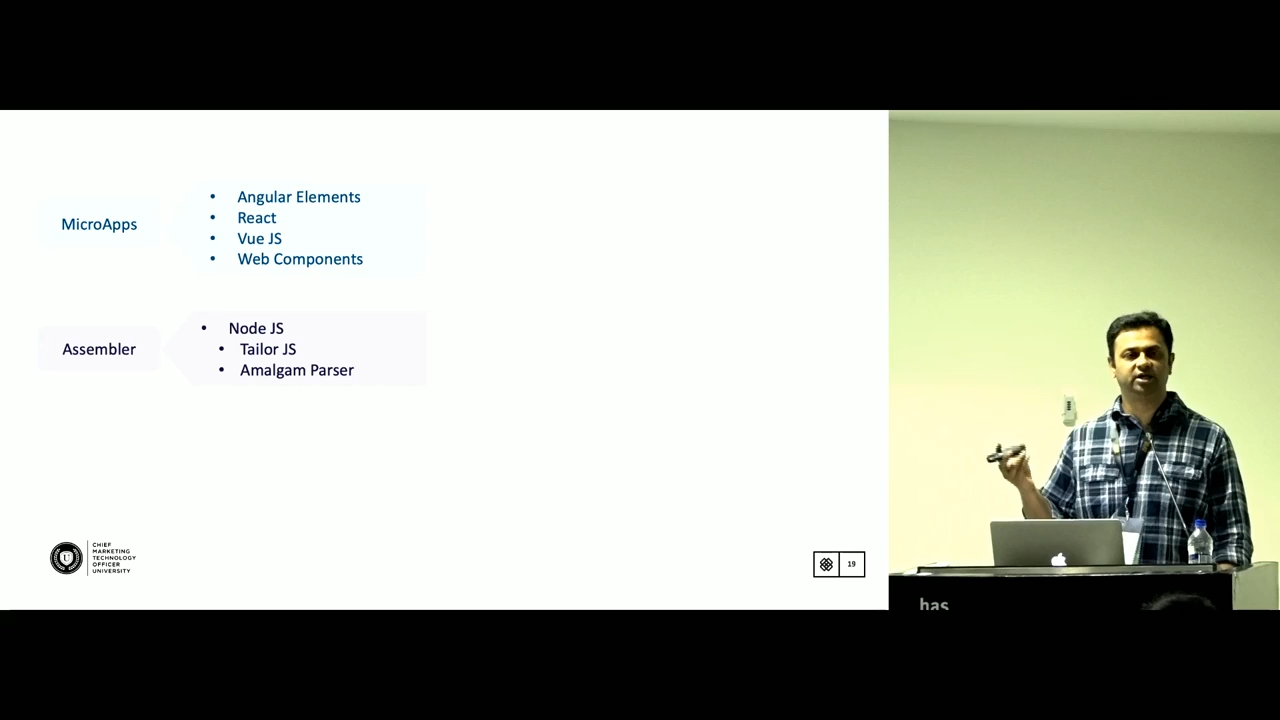 MicroApps
• Angular Elements
• React
• Vue JS
• Web Components
Assembler
• Node JS
• Tailor JS
• Amalgam Parser
CHIEF
MARKETING
TECHNOLOGY
OFFICER
UNIVERSITY
U
19
has